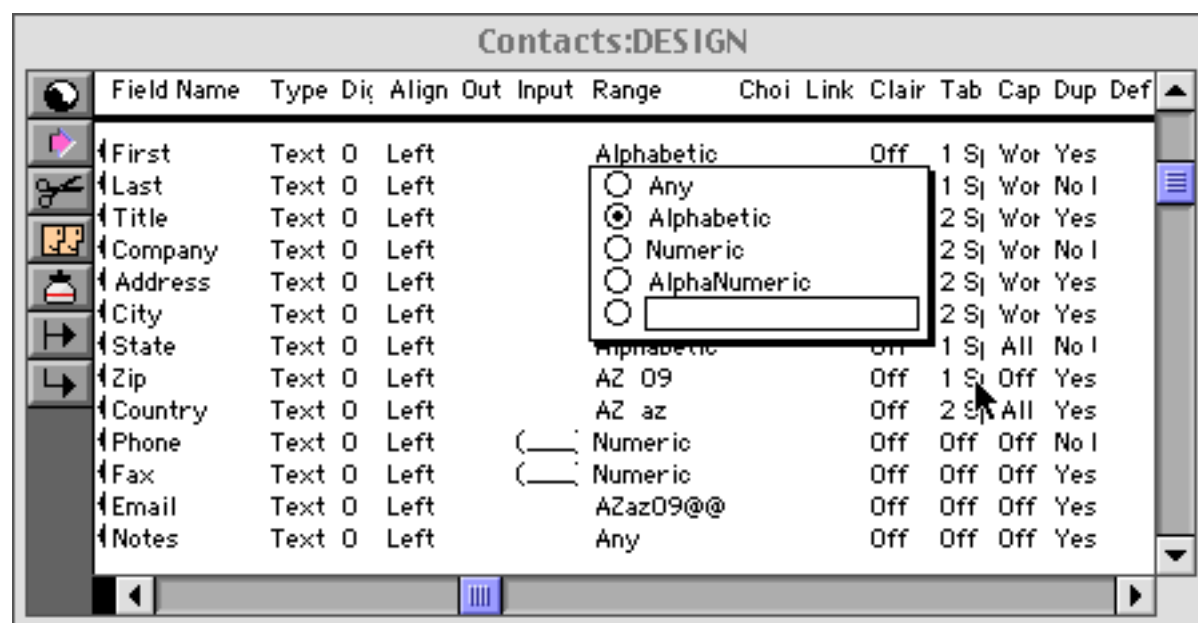 Contacts:DESIGN
Field Name Type Dig Align Out Input Range Choi Link Clair Tab Cap Dup Def
First Text 0 Left Alphabetic Off 1 Wor Yes
Last Text 0 Left Any 1 Wor No
Title Text 0 Left Alphabetic 2 Wor Yes
Company Text 0 Left Numeric 2 Wor No
Address Text 0 Left AlphaNumeric 2 Wor Yes
City Text 0 Left 2 Wor Yes
State Text 0 Left Alphabetic Off 1 All No
Zip Text 0 Left AZ 09 Off 1 Off Yes
Country Text 0 Left AZ az Off 2 All Yes
Phone Text 0 Left (___ Numeric Off Off Off No
Fax Text 0 Left (___ Numeric Off Off Off Yes
Email Text 0 Left AZaz09@@ Off Off Off Yes
Notes Text 0 Left Any Off Off Off Yes